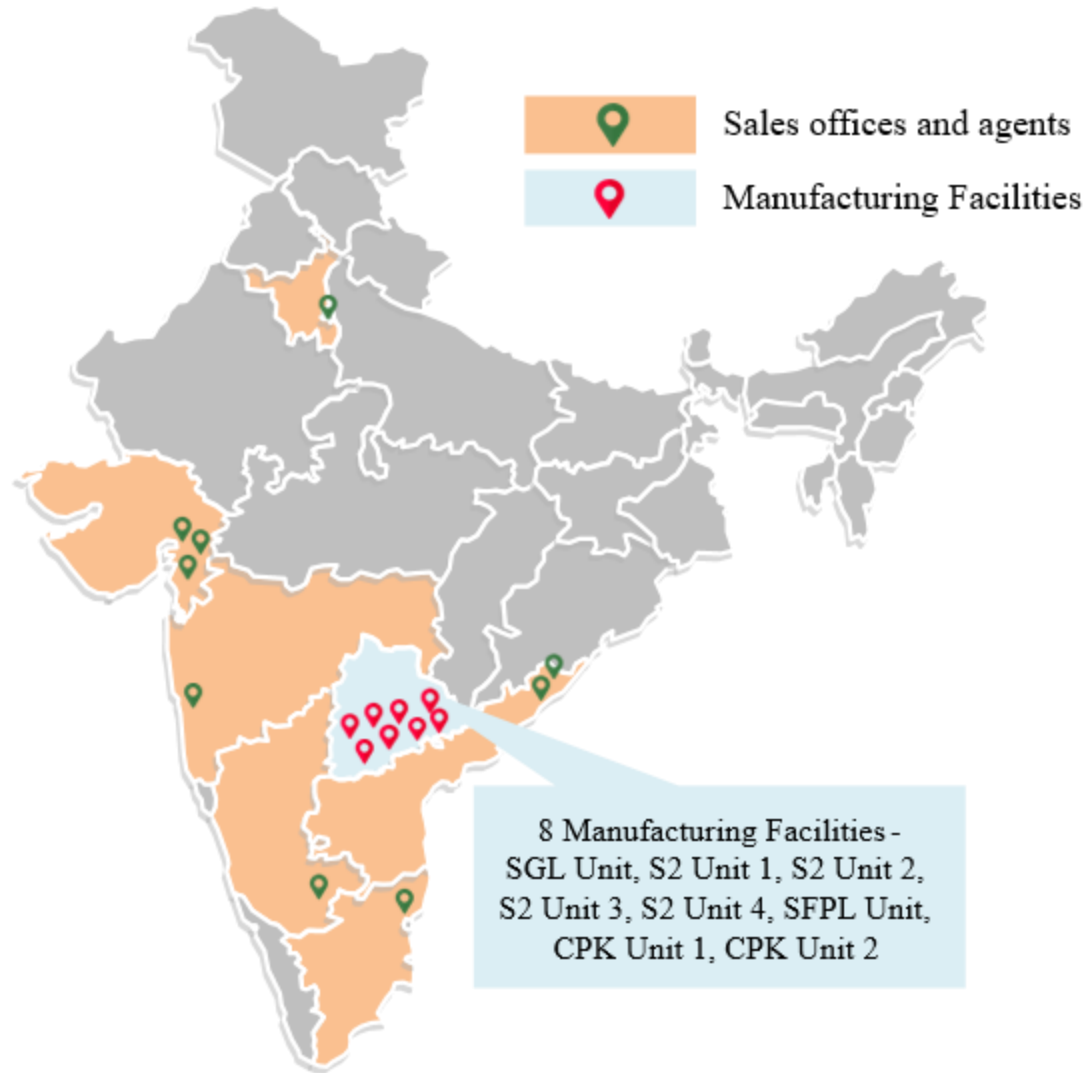 Sales offices and agents
Manufacturing Facilities
8 Manufacturing Facilities -
SGL Unit, S2 Unit 1, S2 Unit 2,
S2 Unit 3, S2 Unit 4, SFPL Unit,
CPK Unit 1, CPK Unit 2